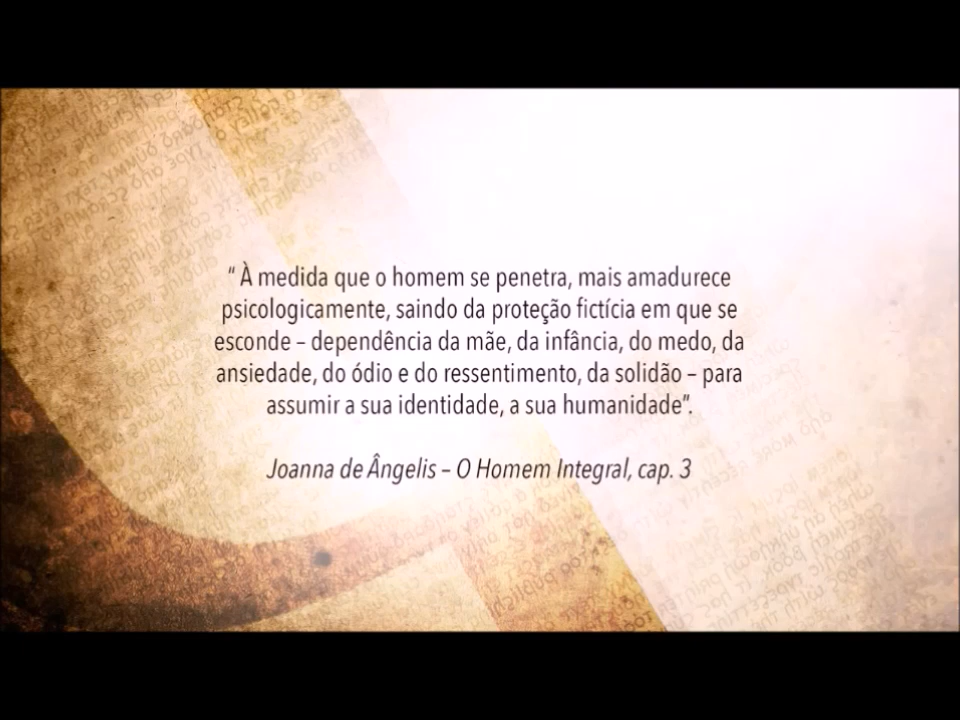 “ À medida que o homem se penetra, mais amadurece
psicologicamente, saindo da proteção fictícia em que se
esconde – dependência da mãe, da infância, do medo, da
ansiedade, do ódio e do ressentimento, da solidão – para
assumir a sua identidade, a sua humanidade”.
Joanna de Ângelis – O Homem Integral, cap. 3